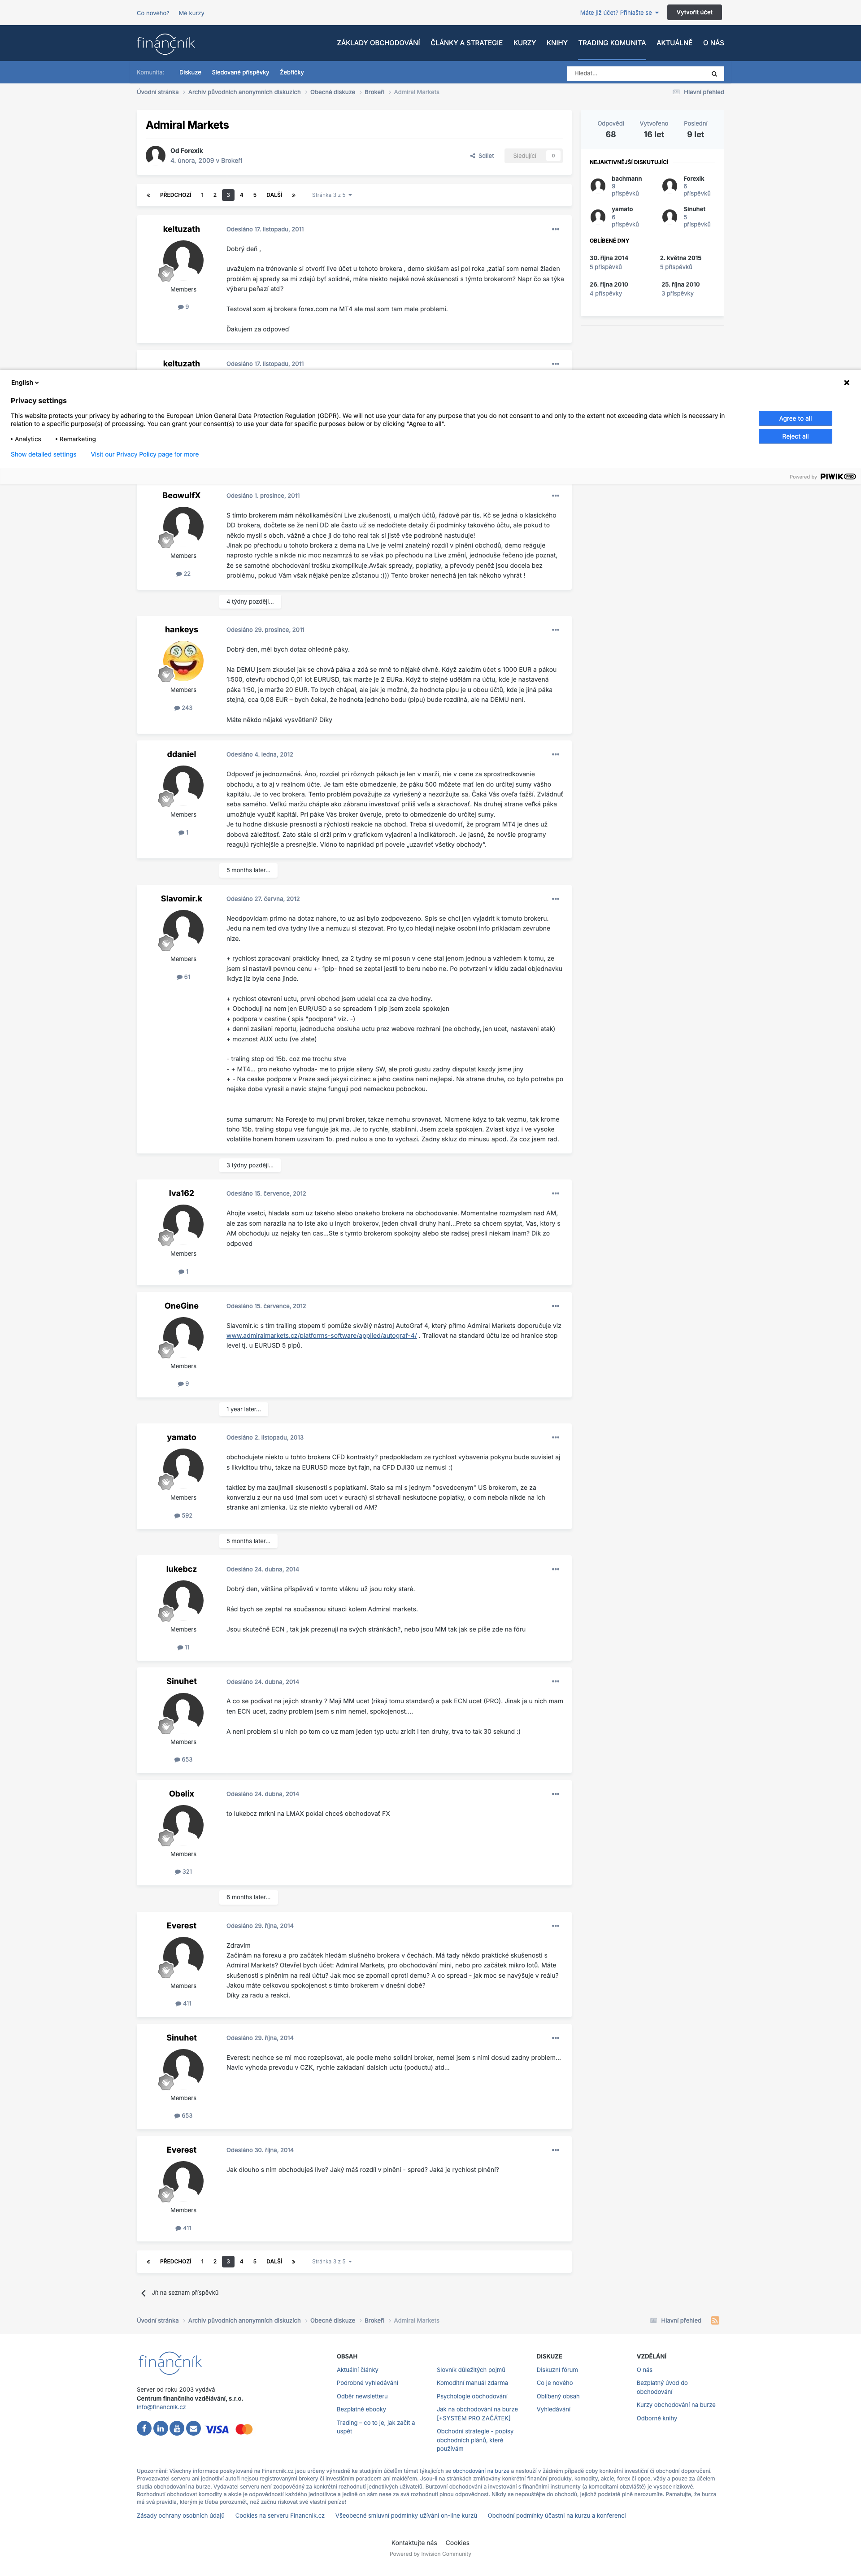 Co nového? Mé kurzy
Máte již účet? Přihlašte se
Vytvořit účet
finančník
ZÁKLADY OBCHODOVÁNÍ ČLÁNKY A STRATEGIE KURZY KNIHY TRADING KOMUNITA AKTUÁLNĚ O NÁS
Komunita: Diskuze Sledované příspěvky Žebříčky
Hledat...
Úvodní stránka Archiv původních anonymních diskuzích Obecné diskuze Brokeři Admiral Markets
Hlavní přehled
Admiral Markets
Od Forexik
4. února, 2009 v Brokeři
Sdílet
Sledující 0
Odpovědí Vytvořeno Poslední
68 16 let 9 let
NEJAKTIVNĚJŠÍ DISKUTUJÍCÍ
bachmann
9
příspěvků
Forexik
6
příspěvků
yamato
6
příspěvků
Sinuhet
5
příspěvků
OBLÍBENÉ DNY
30. října 2014
5 příspěvků
2. května 2015
5 příspěvků
26. října 2010
4 příspěvky
25. října 2010
3 příspěvky
PŘEDCHOZÍ 1 2 3 4 5 DALŠÍ Stránka 3 z 5
keltuzath
Members
9
Odesláno 17. listopadu, 2011
Dobrý deň ,
uvažujem na trénovanie si otvoriť live účet u tohoto brokera , demo skúšam asi pol roka ,zatiaľ som nemal žiaden
problém aj spredy sa mi zdajú byť solídné, máte niekto skúsenosti priamo z live účtu menšieho u tohto brokera? Napr čo sa týka
výberu peňazí atď?
Testoval som aj brokera forex.com na MT4 ale mal som tam male problemi.
Ďakujem za odpoveď
keltuzath
Odesláno 17. listopadu, 2011
English
Privacy settings
This website protects your privacy by adhering to the European Union General Data Protection Regulation (GDPR). We will not use your data for any purpose that you do not consent to and only to the extent not exceeding data which is necessary in
relation to a specific purpose(s) of processing. You can grant your consent(s) to use your data for specific purposes below or by clicking "Agree to all".
• Analytics • Remarketing
Show detailed settings Visit our Privacy Policy page for more
Agree to all
Reject all
Powered by PIWIK PRO
BeowulfX
Members
22
Odesláno 1. prosince, 2011
S tímto brokerem mám několikaměsíční Live zkušenosti, u malých účtů, řádově pár tis. Kč se jedná o klasického
DD brokera, dočtete se že není DD ale často už se nedočtete detaily či podmínky takového účtu, ale pokud to
někdo myslí s obch. vážně a chce ji do toho real tak si jistě vše podrobně nastuduje!
Jinak po přechodu u tohoto brokera z dema na Live je velmi znatelný rozdíl v plnění obchodů, demo reáguje
naprosto rychle a nikde nic moc nezamrzá to se však po přechodu na Live změní, jednoduše řečeno jde poznat,
že se samotné obchodování trošku zkomplikuje.Avšak spready, poplatky, a převody peněž jsou docela bez
problému, pokud Vám však nějaké peníze zůstanou :))) Tento broker nenechá jen tak někoho vyhrát !
4 týdny později...
hankeys
Members
243
Odesláno 29. prosince, 2011
Dobrý den, měl bych dotaz ohledně páky.
Na DEMU jsem zkoušel jak se chová páka a zdá se mně to nějaké divné. Když založím účet s 1000 EUR a pákou
1:500, otevřu obchod 0,01 lot EURUSD, tak marže je 2 EURa. Když to stejné udělám na účtu, kde je nastavená
páka 1:50, je marže 20 EUR. To bych chápal, ale jak je možné, že hodnota pipu je u obou účtů, kde je jiná páka
stejná, cca 0,08 EUR – bych čekal, že hodnota jednoho bodu (pipu) bude rozdílná, ale na DEMU není.
Máte někdo nějaké vysvětlení? Díky
ddaniel
Members
1
Odesláno 4. ledna, 2012
Odpoveď je jednoznačná. Áno, rozdiel pri rôznych pákach je len v marži, nie v cene za sprostredkovanie
obchodu, a to aj v reálnom účte. Je tam ešte obmedzenie, že páku 500 môžete mať len do určitej sumy vášho
kapitálu. Je to vec brokera. Tento problém považujte za vyriešený a nezdržujte sa. Čaká Vás oveľa ťažší. Zvládnuť
seba samého. Veľkú maržu chápte ako zábranu investovať príliš veľa a skrachovať. Na druhej strane veľká páka
umožňuje využiť kapitál. Pri páke Vás broker úveruje, preto to obmedzenie do určitej sumy.
Je tu hodne diskusie presnosti a rýchlosti reakcie na obchod. Treba si uvedomiť, že program MT4 je dnes už
dobová záležitosť. Zato stále si drží prím v grafickom vyjadrení a indikátoroch. Je jasné, že novšie programy
reagujú rýchlejšie a presnejšie. Vidno to napríklad pri povele „uzavrieť všetky obchody“.
5 months later...
Slavomir.k
Members
61
Odesláno 27. června, 2012
Neodpovidam primo na dotaz nahore, to uz asi bylo zodpovezeno. Spis se chci jen vyjadrit k tomuto brokeru.
Jedu na nem ted dva tydny live a nemuzu si stezovat. Pro ty,co hledaji nejake osobni info prikladam zevrubne
nize.
+ rychlost zpracovani prakticky ihned, za 2 tydny se mi posun v cene stal jenom jednou a vzhledem k tomu, ze
jsem si nastavil pevnou cenu +- 1pip- hned se zeptal jestli to beru nebo ne. Po potvrzeni v klidu zadal objednavku
ikdyz jiz byla cena jinde.
+ rychlost otevreni uctu, prvni obchod jsem udelal cca za dve hodiny.
+ Obchoduji na nem jen EUR/USD a se spreadem 1 pip jsem zcela spokojen
+ podpora v cestine ( spis "podpora" viz. -)
+ denni zasilani reportu, jednoducha obsluha uctu prez webove rozhrani (ne obchody, jen ucet, nastaveni atak)
+ moznost AUX uctu (ve zlate)
- traling stop od 15b. coz me trochu stve
- + MT4... pro nekoho vyhoda- me to prijde sileny SW, ale proti gustu zadny disputat kazdy jsme jiny
+ - Na ceske podpore v Praze sedi jakysi cizinec a jeho cestina neni nejlepsi. Na strane druhe, co bylo potreba po
nejake dobe vyresil a navic stejne funguji pod nemeckou pobockou.
suma sumarum: Na Forexje to muj prvni broker, takze nemohu srovnavat. Nicmene kdyz to tak vezmu, tak krome
toho 15b. traling stopu vse funguje jak ma. Je to rychle, stabilnni. Jsem zcela spokojen. Zvlast kdyz i ve vysoke
volatilite honem honem uzaviram 1b. pred nulou a ono to vychazi. Zadny skluz do minusu apod. Za coz jsem rad.
3 týdny později...
Iva162
Members
1
Odesláno 15. července, 2012
Ahojte vsetci, hladala som uz takeho alebo onakeho brokera na obchodovanie. Momentalne rozmyslam nad AM,
ale zas som narazila na to iste ako u inych brokerov, jeden chvali druhy hani...Preto sa chcem spytat, Vas, ktory s
AM obchoduju uz nejaky ten cas...Ste s tymto brokerom spokojny alebo ste radsej presli niekam inam? Dik zo
odpoved
OneGine
Members
9
Odesláno 15. července, 2012
Slavomir.k: s tím trailing stopem ti pomůže skvělý nástroj AutoGraf 4, který přímo Admiral Markets doporučuje viz
www.admiralmarkets.cz/platforms-software/applied/autograf-4/ . Trailovat na standard účtu lze od hranice stop
level tj. u EURUSD 5 pipů.
1 year later...
yamato
Members
592
Odesláno 2. listopadu, 2013
obchodujete niekto u tohto brokera CFD kontrakty? predpokladam ze rychlost vybavenia pokynu bude suvisiet aj
s likviditou trhu, takze na EURUSD moze byt fajn, na CFD DJI30 uz nemusi :(
taktiez by ma zaujimali skusenosti s poplatkami. Stalo sa mi s jednym "osvedcenym" US brokerom, ze za
konverziu z eur na usd (mal som ucet v eurach) si strhavali neskutocne poplatky, o com nebola nikde na ich
stranke ani zmienka. Uz ste niekto vyberali od AM?
5 months later...
lukebcz
Members
11
Odesláno 24. dubna, 2014
Dobrý den, většina příspěvků v tomto vláknu už jsou roky staré.
Rád bych se zeptal na současnou situaci kolem Admiral markets.
Jsou skutečně ECN , tak jak prezenují na svých stránkách?, nebo jsou MM tak jak se píše zde na fóru
Sinuhet
Members
653
Odesláno 24. dubna, 2014
A co se podivat na jejich stranky ? Maji MM ucet (rikaji tomu standard) a pak ECN ucet (PRO). Jinak ja u nich mam
ten ECN ucet, zadny problem jsem s nim nemel, spokojenost....
A neni problem si u nich po tom co uz mam jeden typ uctu zridit i ten druhy, trva to tak 30 sekund :)
Obelix
Members
321
Odesláno 24. dubna, 2014
to lukebcz mrkni na LMAX pokial chceš obchodovať FX
6 months later...
Everest
Members
411
Odesláno 29. října, 2014
Zdravím
Začínám na forexu a pro začátek hledám slušného brokera v čechách. Má tady někdo praktické skušenosti s
Admiral Markets? Otevřel bych účet: Admiral Markets, pro obchodování mini, nebo pro začátek mikro lotů. Máte
skušenosti s plněním na reál účtu? Jak moc se zpomalí oproti demu? A co spread - jak moc se navýšuje v reálu?
Jakou máte celkovou spokojenost s tímto brokerem v dnešní době?
Díky za radu a reakci.
Sinuhet
Members
653
Odesláno 29. října, 2014
Everest: nechce se mi moc rozepisovat, ale podle meho solidni broker, nemel jsem s nimi dosud zadny problem...
Navic vyhoda prevodu v CZK, rychle zakladani dalsich uctu (poductu) atd...
Everest
Members
411
Odesláno 30. října, 2014
Jak dlouho s ním obchoduješ live? Jaký máš rozdíl v plnění - spred? Jaká je rychlost plnění?
PŘEDCHOZÍ 1 2 3 4 5 DALŠÍ Stránka 3 z 5
Jít na seznam příspěvků
Úvodní stránka Archiv původních anonymních diskuzích Obecné diskuze Brokeři Admiral Markets
Hlavní přehled
finančník
Server od roku 2003 vydává
Centrum finančního vzdělávání, s.r.o.
info@financnik.cz
VISA
OBSAH
Aktuální články
Podrobné vyhledávání
Odběr newsletteru
Bezplatné ebooky
Trading – co to je, jak začít a
uspět
Slovník důležitých pojmů
Komoditní manuál zdarma
Psychologie obchodování
Jak na obchodování na burze
[+SYSTÉM PRO ZAČÁTEK]
Obchodní strategie - popisy
obchodních plánů, které
používám
DISKUZE
Diskuzní fórum
Co je nového
Oblíbený obsah
Vyhledávání
VZDĚLÁNÍ
O nás
Bezplatný úvod do
obchodování
Kurzy obchodování na burze
Odborné knihy
Upozornění: Všechny informace poskytované na Financnik.cz jsou určeny výhradně ke studijním účelům témat týkajících se obchodování na burze a neslouží v žádném případě coby konkrétní investiční či obchodní doporučení.
Provozovatel serveru ani jednotliví autoři nejsou registrovanými brokery či investičním poradcem ani makléřem. Jsou-li na stránkách zmiňovány konkrétní finanční produkty, komodity, akcie, forex či opce, vždy a pouze za účelem
studia obchodování na burze. Vydavatel serveru není zodpovědný za konkrétní rozhodnutí jednotlivých uživatelů. Burzovní obchodování a investování s finančními instrumenty (a komoditami obzvláště) je vysoce rizikové.
Rozhodnutí obchodovat komodity a akcie je odpovědností každého jednotlivce a jedině on sám nese za svá rozhodnutí plnou odpovědnost. Nikdy se nepouštějte do obchodů, jejichž podstatě plně nerozumíte. Pamatujte, že burza
má svá pravidla, kterým je třeba porozumět, než začnu riskovat své vlastní peníze!
Zásady ochrany osobních údajů Cookies na serveru Financnik.cz Všeobecné smluvní podmínky užívání on-line kurzů Obchodní podmínky účastní na kurzu a konferenci
Kontaktujte nás Cookies
Powered by Invision Community